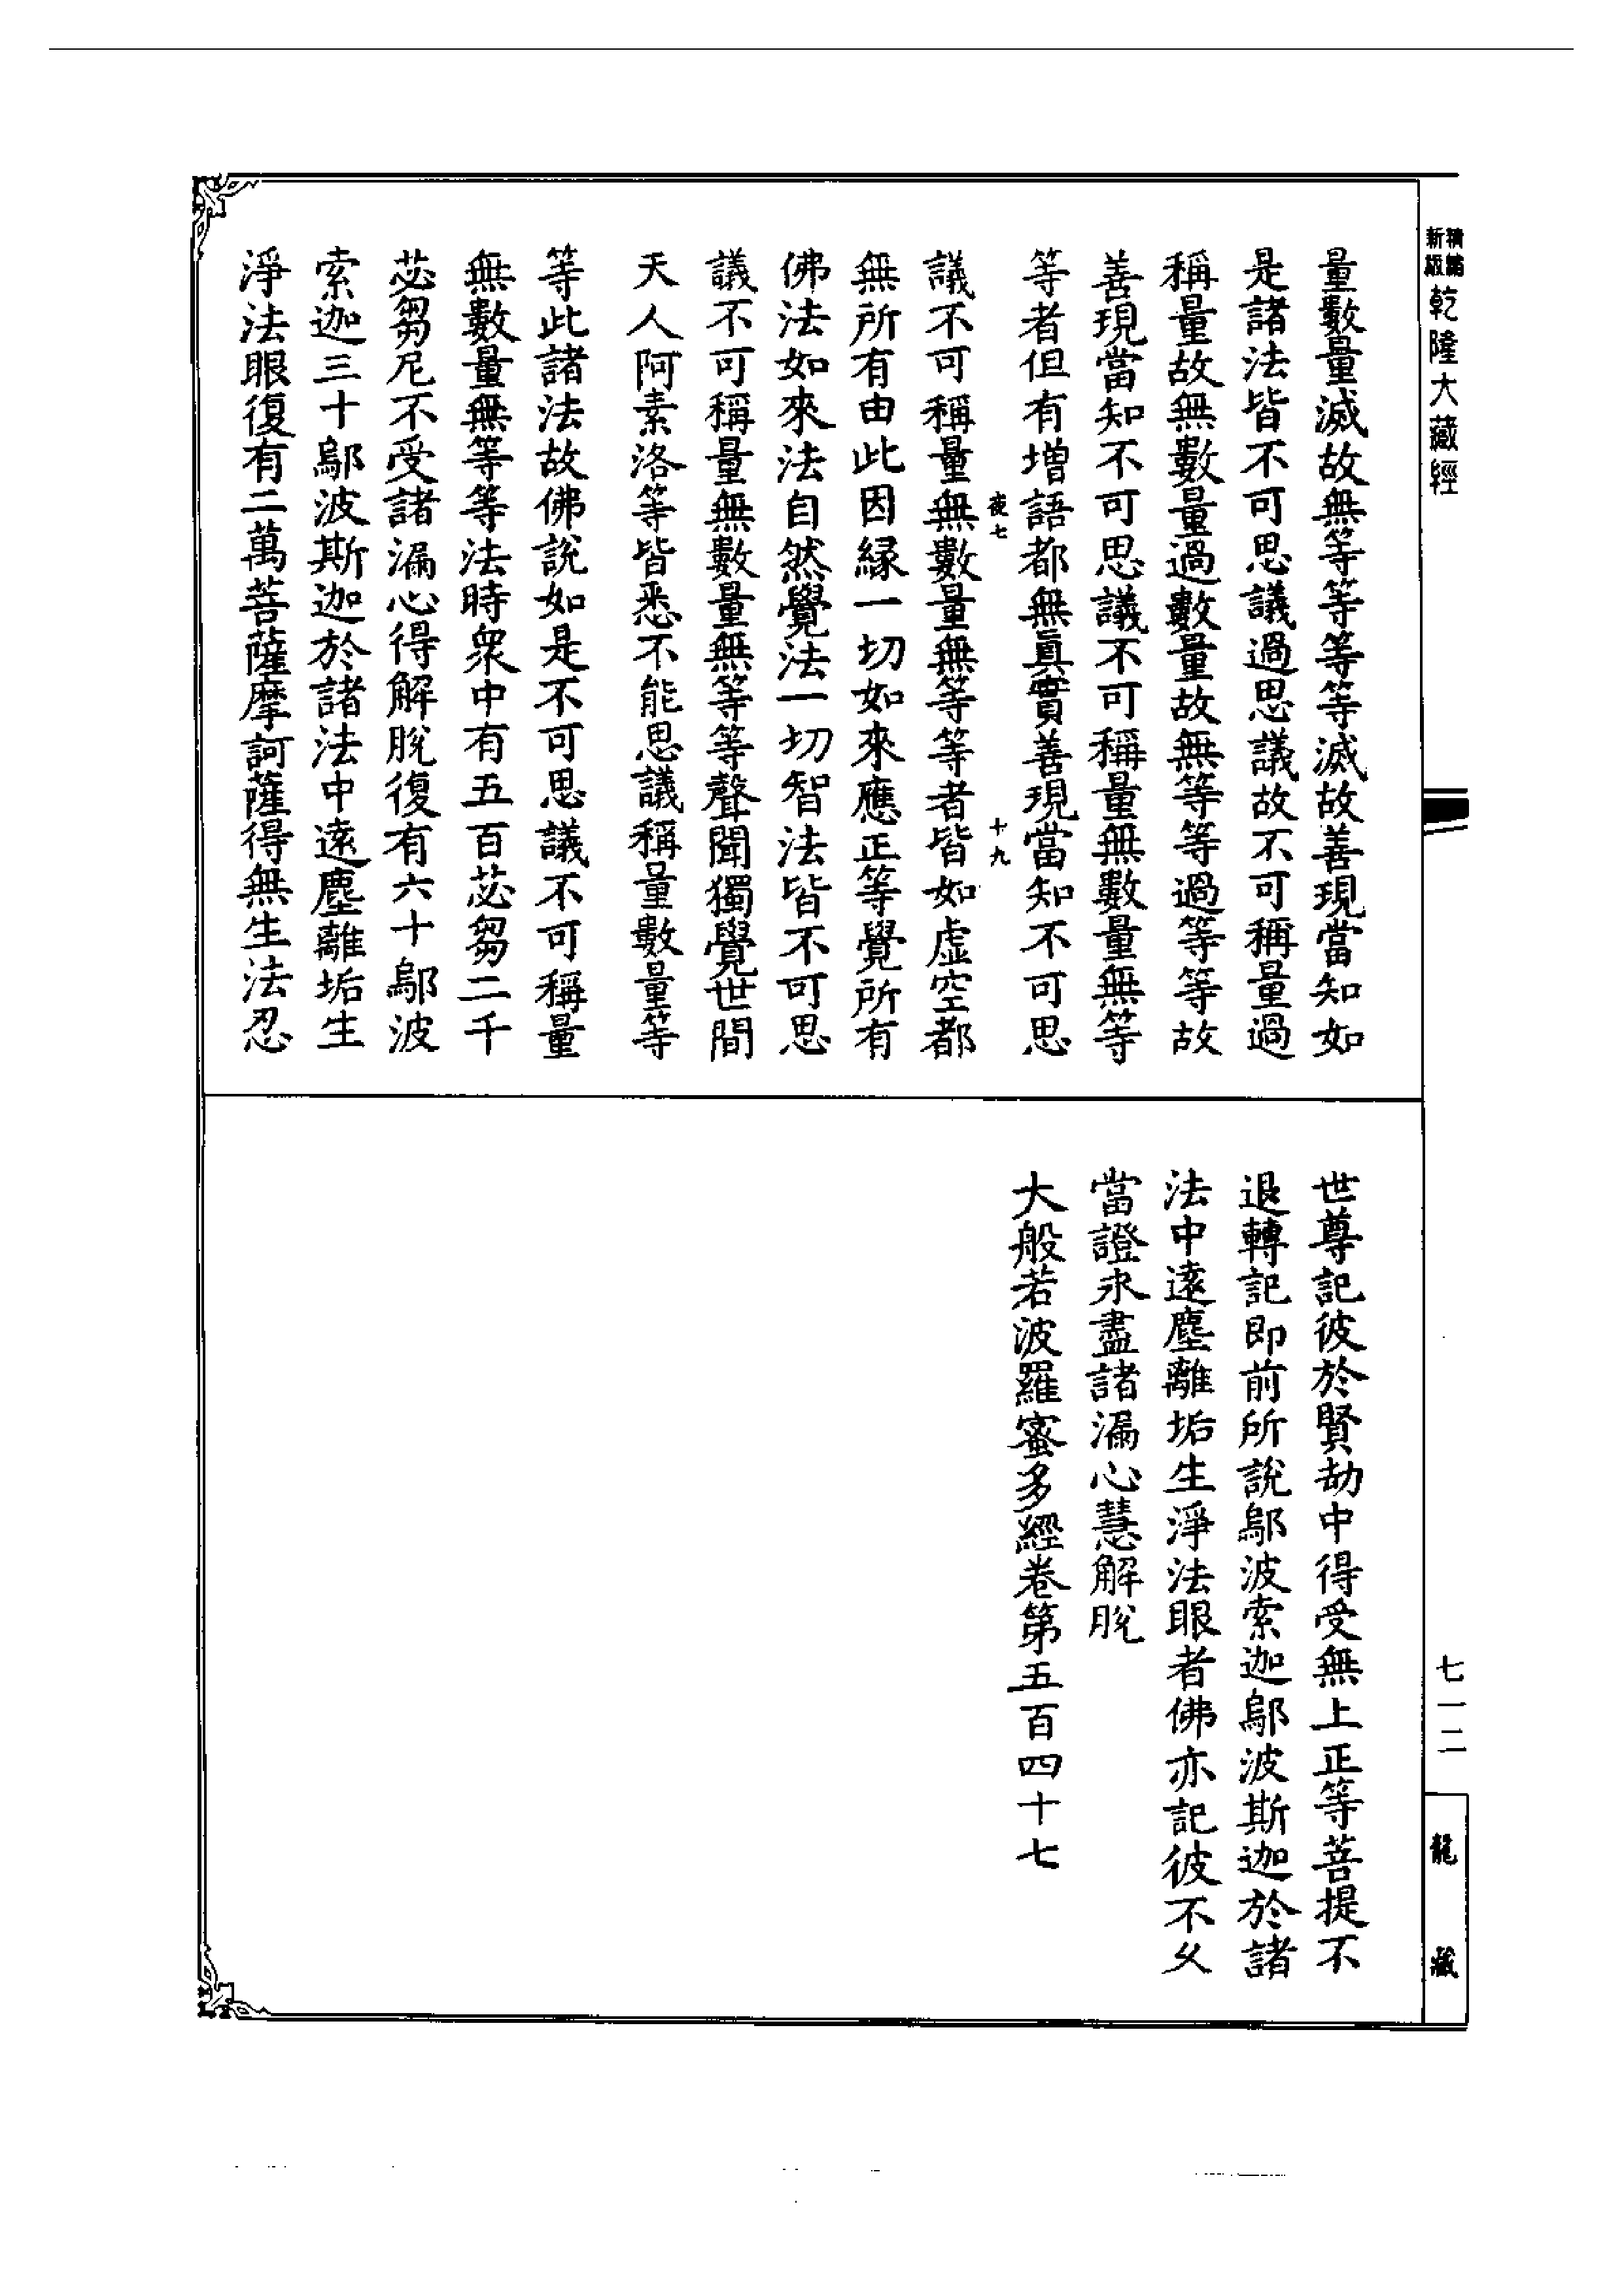 新編
乾隆大藏經
量數量滅故無等等等等滅故善現當知如
是諸法皆不可思議過思議故不可稱量過
稱量故無數量過數量故無等等過等等故
善現當知不可思議不可稱量無數量無等
等者但有增語都無真實善現當知不可思
夜七
十九
議不可稱量無數量無等等者皆如虛空都
無所有由此因緣一切如來應正等覺所有
佛法如來法自然覺法一切智法皆不可思
議不可稱量無數量無等等聲聞獨覺世間
天人阿素洛等皆悉不能思議稱量數量等
等此諸法故佛說如是不可思議不可稱量
無數量無等等法時眾中有五百苾芻二千
苾芻尼不受諸漏心得解脫復有六十鄔波
索迦三十鄔波斯迦於諸法中遠塵離垢生
淨法眼復有二萬菩薩摩訶薩得無生法忍
世尊記彼於賢劫中得受無上正等菩提不
退轉記即前所說鄔波索迦鄔波斯迦於諸
法中遠塵離垢生淨法眼者佛亦記彼不久
當證永盡諸漏心慧解脫
大般若波羅蜜多經卷第五百四十七
七一二
龍藏